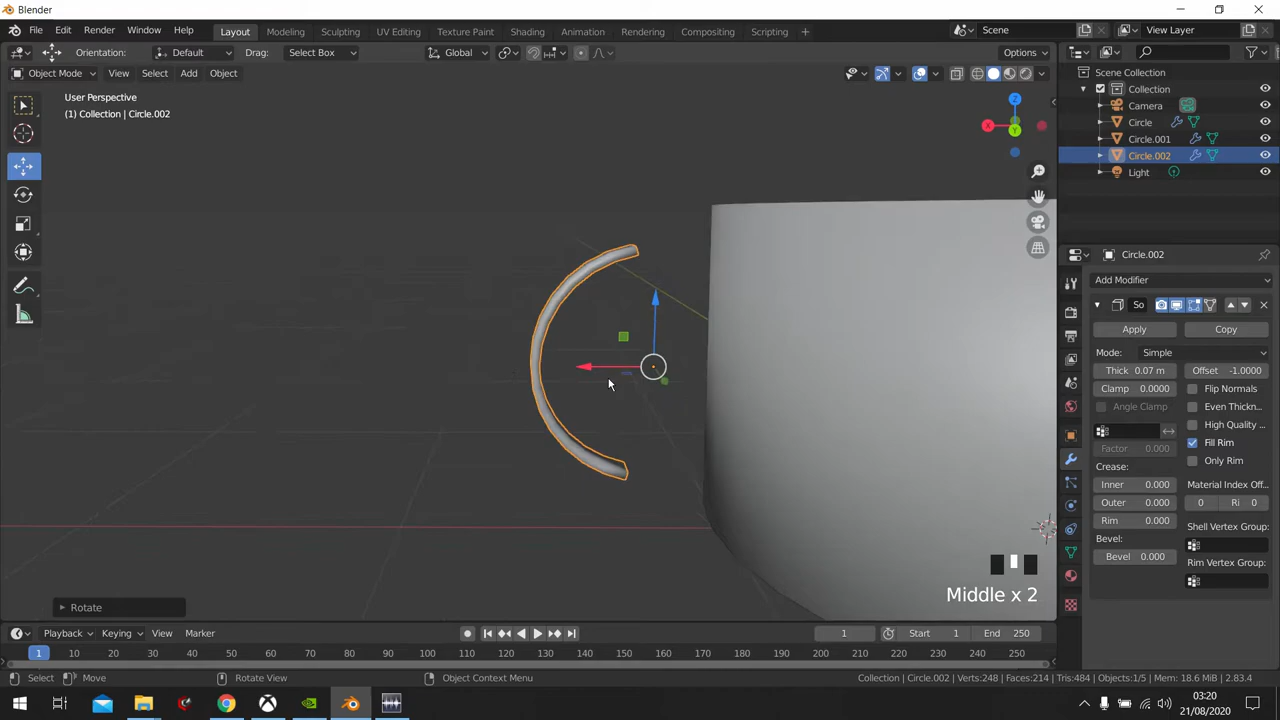 Blender
File Edit Render Window Help
Layout Modeling Sculpting UV Editing Texture Paint Shading Animation Rendering Compositing Scripting +
Scene
View Layer
Orientation: Default Drag: Select Box
Global
Options
Object Mode View Select Add Object
User Perspective
(1) Collection | Circle.002
Z
X
Y
Scene Collection
Collection
Camera
Circle
Circle.001
Circle.002
Light
Circle.002
Add Modifier
So
Apply Copy
Mode: Simple
Thick 0.07 m Offset -1.0000
Clamp 0.0000 Flip Normals
Angle Clamp Even Thickn...
High Quality ...
Factor 0.000 Fill Rim
Crease: Only Rim
Inner 0.000 Material Index Off...
Outer 0.000 0 Ri 0
Rim 0.000 Shell Vertex Group:
Bevel:
Bevel 0.000 Rim Vertex Group:
Middle x 2
Rotate
Playback Keying View Marker
1 Start 1 End 250
1 10 20 30 40 50 60 70 80 90 100 110 120 130 140 150 160 170 180 190 200 210 220 230 240 250
Select Move Rotate View Object Context Menu
Collection | Circle.002 | Verts:248 | Faces:214 | Tris:484 | Objects:1/5 | Mem: 18.6 MiB | 2.83.4
03:20
21/08/2020